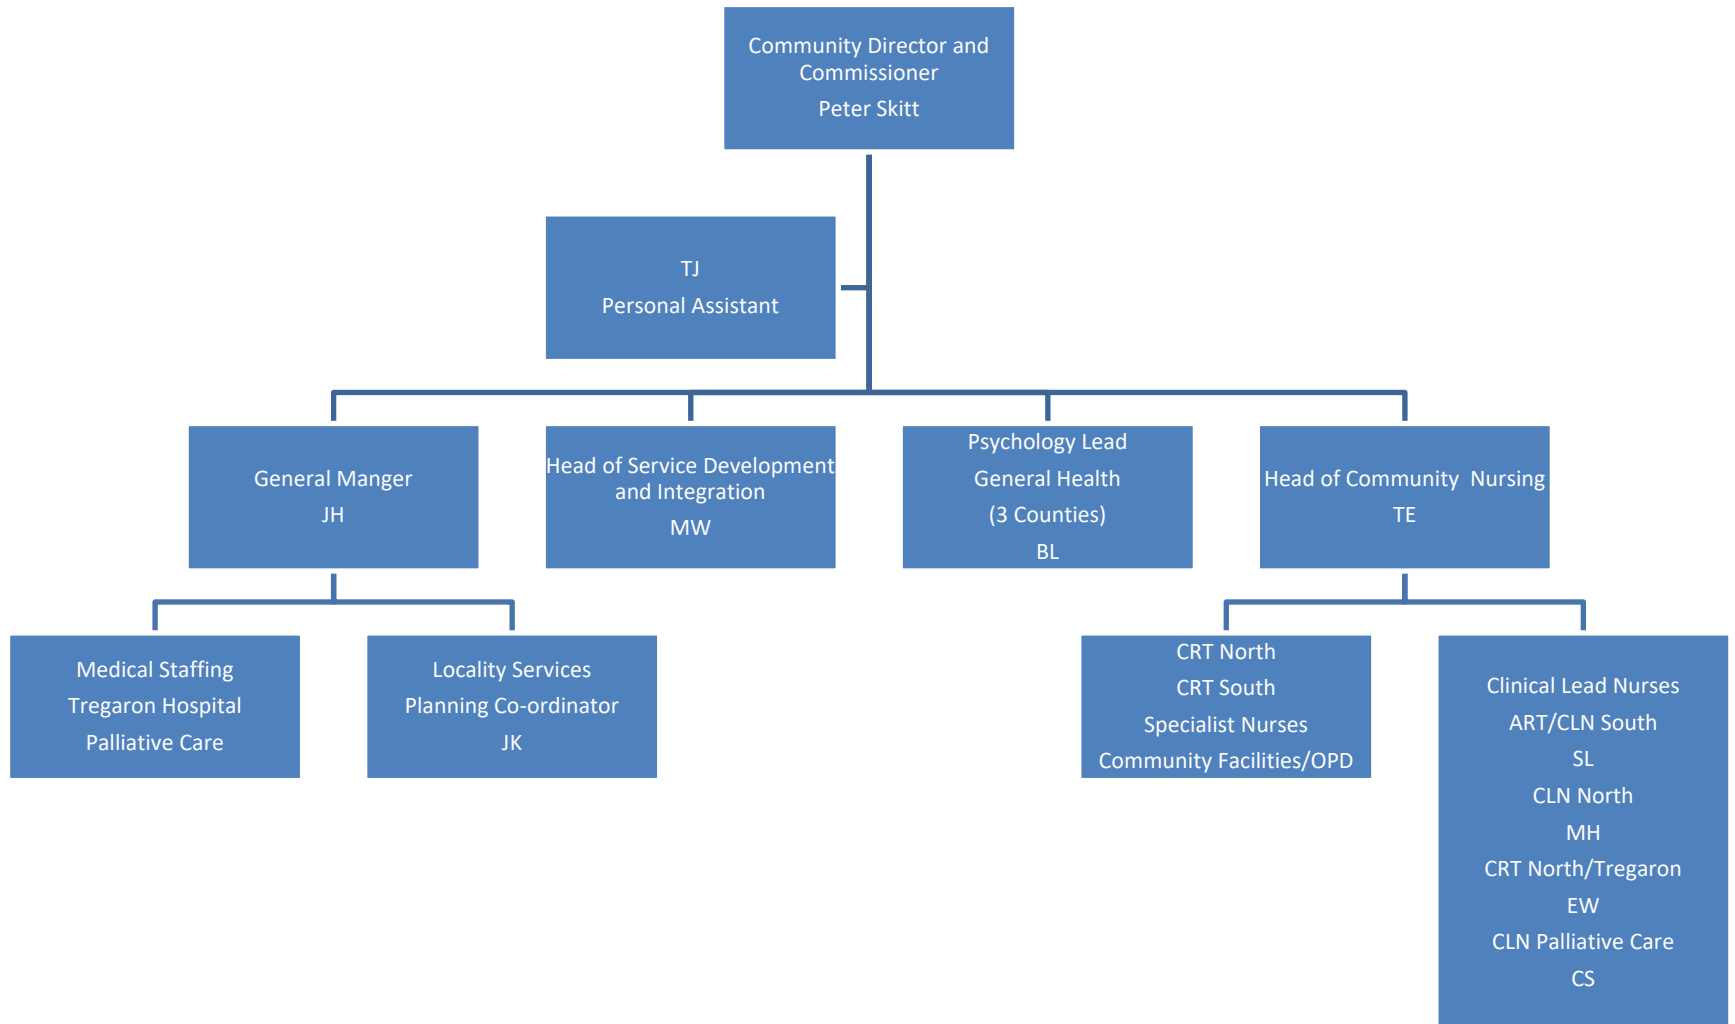 Community Director and
Commissioner
Peter Skitt
TJ
Personal Assistant
General Manger
JH
Head of Service Development
and Integration
MW
Psychology Lead
General Health
(3 Counties)
BL
Head of Community  Nursing
TE
Medical Staffing
Tregaron Hospital
Palliative Care
Locality Services
Planning Co-ordinator
JK
CRT North
CRT South
Specialist Nurses
Community Facilities/OPD
Clinical Lead Nurses
ART/CLN South
SL
CLN North
MH
CRT North/Tregaron
EW
CLN Palliative Care
CS